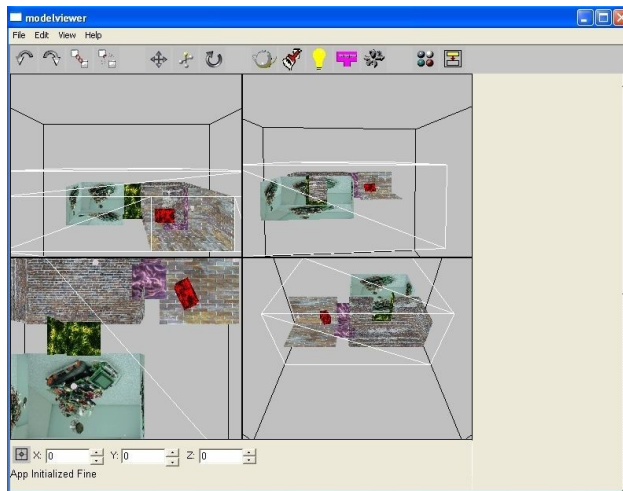 modelviewer
File Edit View Help
X: 0 Y: 0 Z: 0
App Initialized Fine